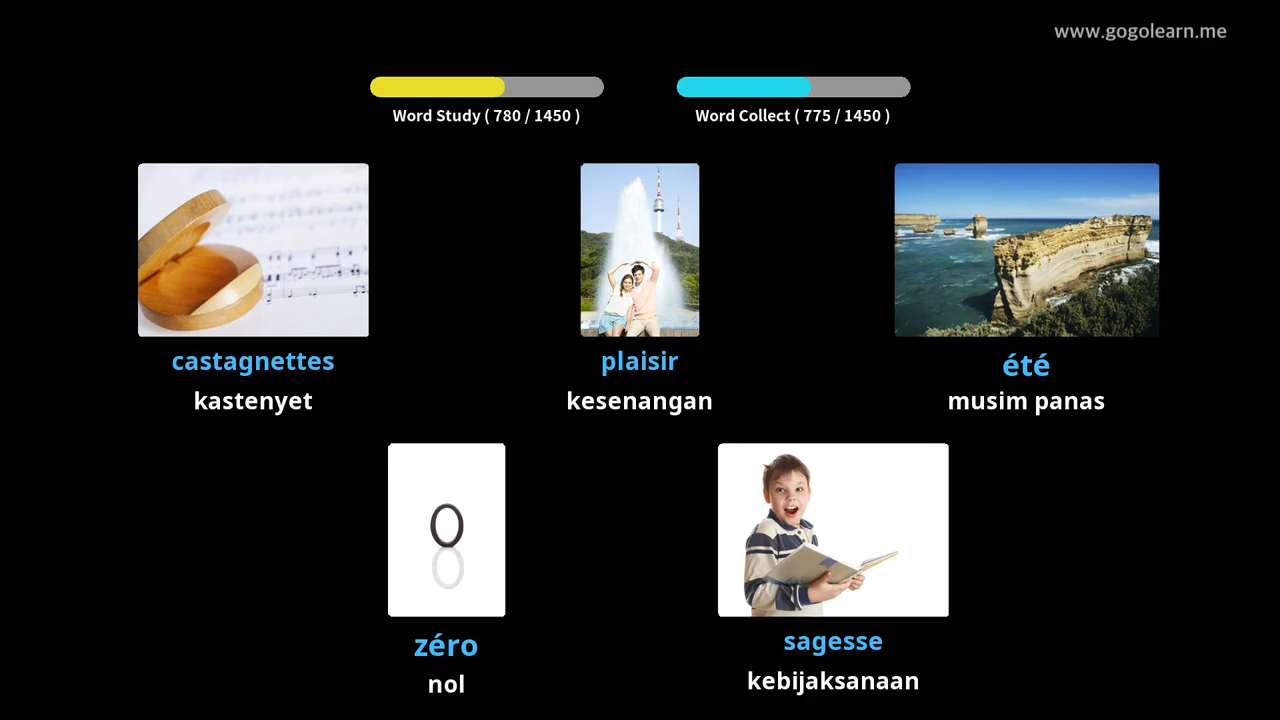 www.gogolearn.me
Word Study ( 780 / 1450 )
Word Collect ( 775 / 1450 )
castagnettes
kastenyet
plaisir
kesenangan
été
musim panas
zéro
nol
sagesse
kebijaksanaan